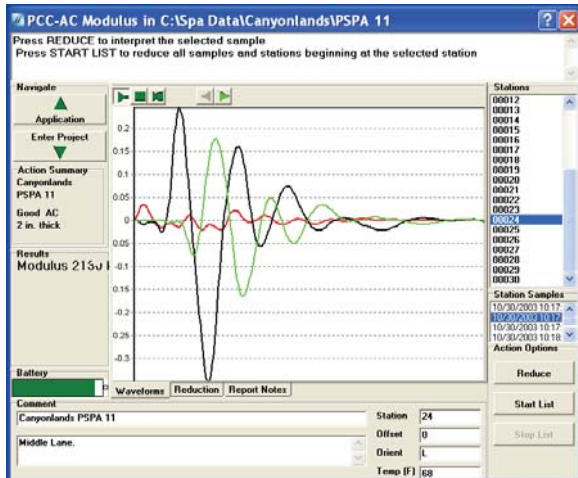 PCC-AC Modulus in C:\Spa Data\Canyonlands\PSPA 11
Press REDUCE to interpret the selected sample
Press START LIST to reduce all samples and stations beginning at the selected station
Navigate
Application
Enter Project
Action Summary
Canyonlands
PSPA 11
Good AC
2 in. thick
Results
Modulus
Battery
0.2
0.15
0.1
0.05
0
0.05
-0.1
-0.15
-0.2
-0.25
-0.3
Waveforms
Reduction
Report Notes
Stations
00012
00013
00014
00015
00016
00017
00018
00019
00020
00021
00022
00023
00024
00025
00026
00027
00028
00029
00030
Station Samples
10/30/2003 10:17
10/30/2003 10:17
10/30/2003 10:17
10/30/2003 10:18
Action Options
Reduce
Start List
Stop List
Comment
Canyonlands PSPA 11
Middle Lane.
Station 24
Offset 0
Orient L
Temp (F) 68